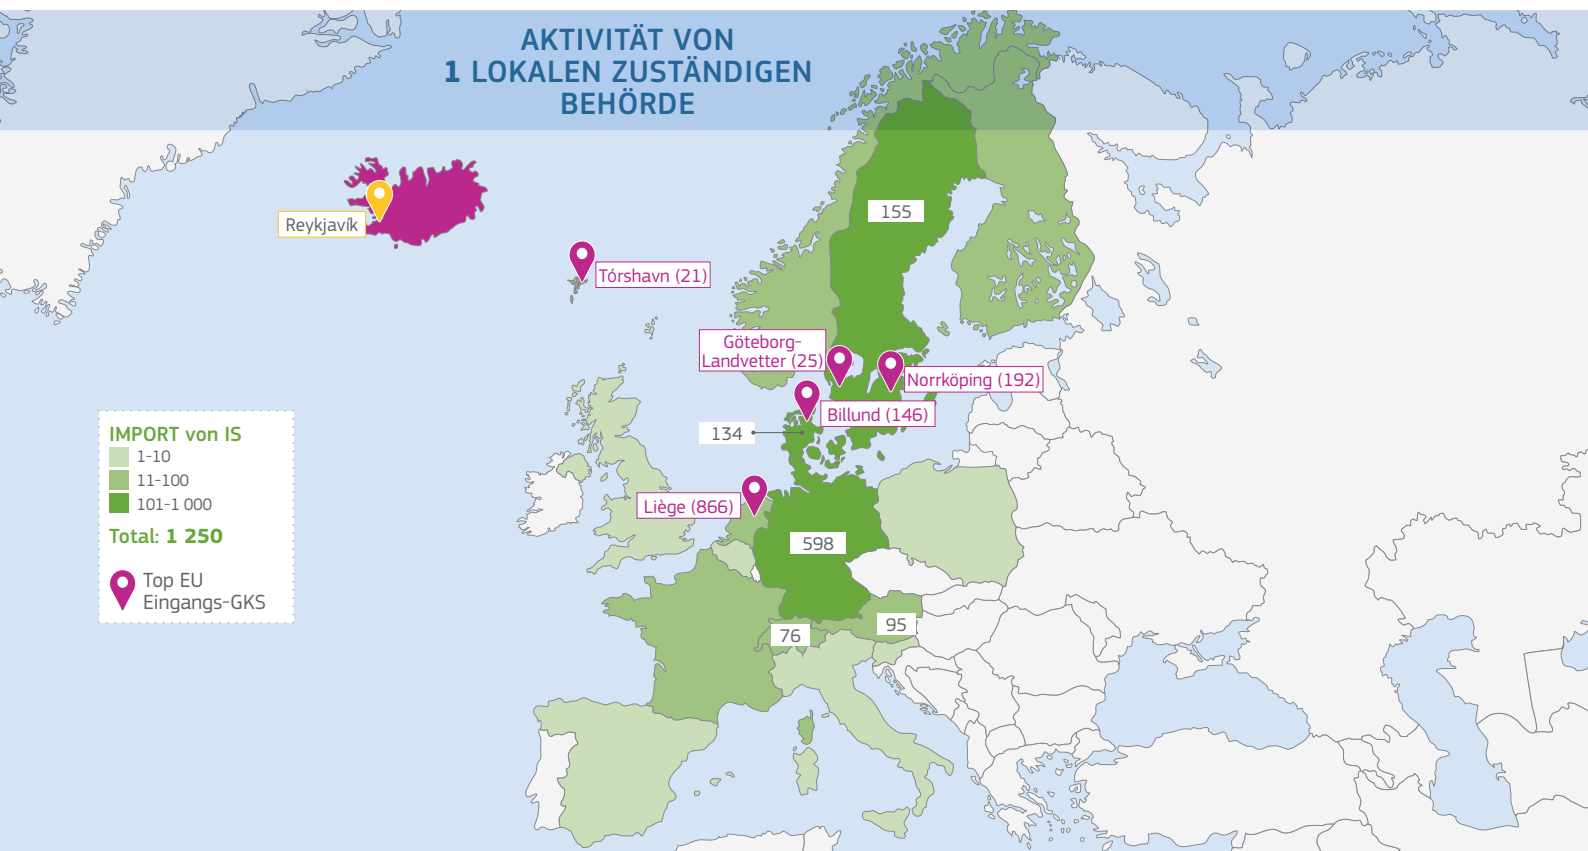 AKTIVITÄT VON
1 LOKALEN ZUSTÄNDIGEN
BEHÖRDE
Reykjavík
155
Tórshavn (21)
Göteborg-
Landvetter (25)
Norrköping (192)
Billund (146)
134
Liège (866)
598
95
76
IMPORT von IS
1-10
11-100
101-1 000
Total: 1 250
Top EU
Eingangs-GKS